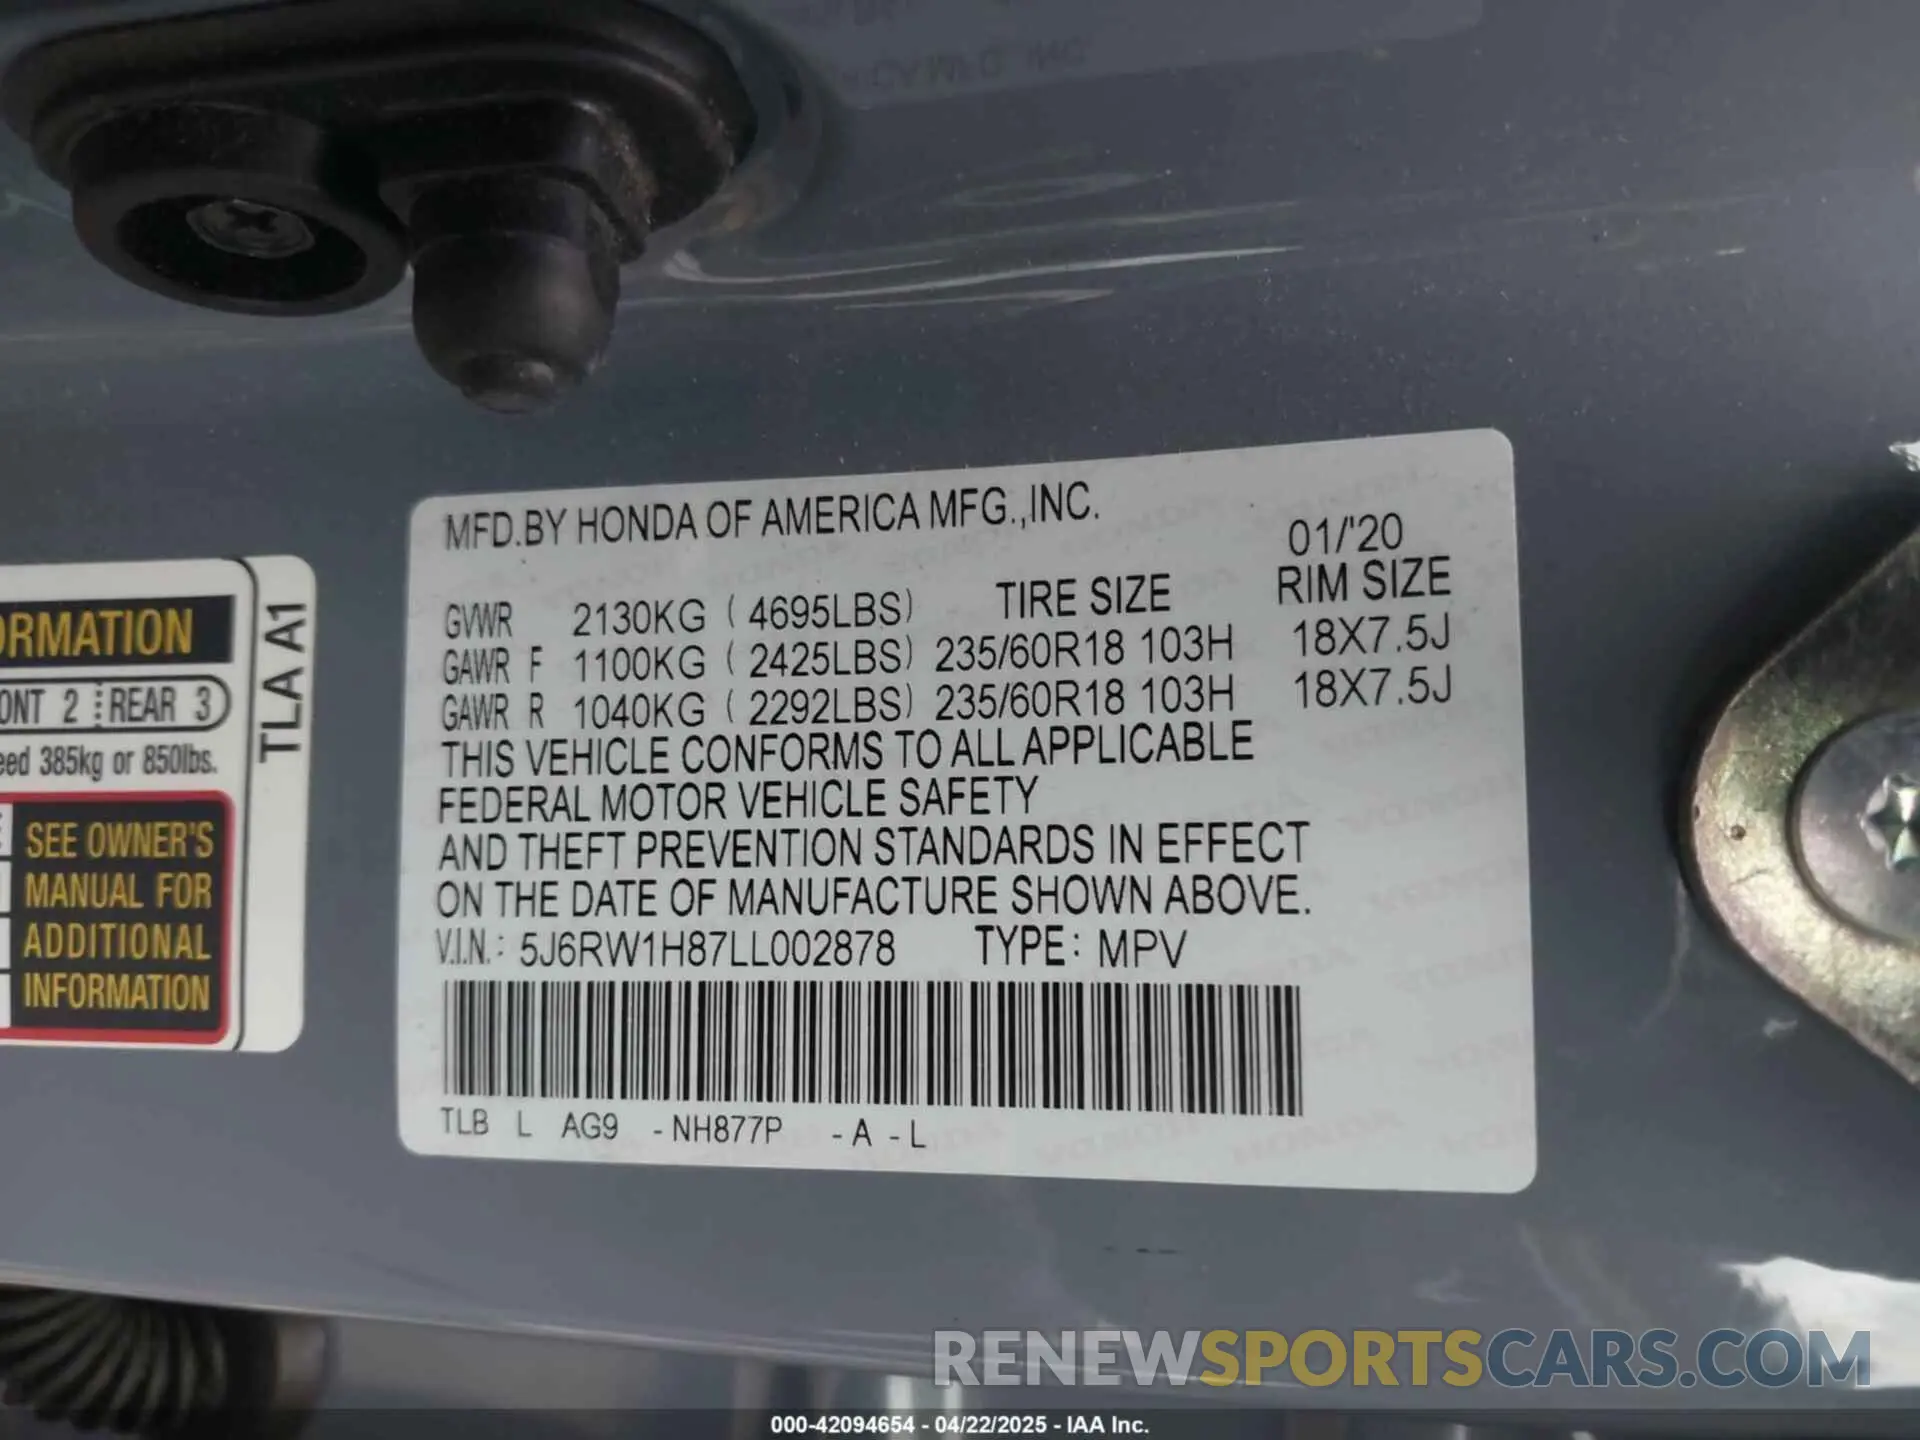 MFD.BY HONDA OF AMERICA MFG.,INC.
01/'20
GVWR 2130KG ( 4695LBS) TIRE SIZE RIM SIZE
GAWR F 1100KG ( 2425LBS) 235/60R18 103H 18X7.5J
GAWR R 1040KG ( 2292LBS) 235/60R18 103H 18X7.5J
THIS VEHICLE CONFORMS TO ALL APPLICABLE
FEDERAL MOTOR VEHICLE SAFETY
AND THEFT PREVENTION STANDARDS IN EFFECT
ON THE DATE OF MANUFACTURE SHOWN ABOVE.
V.I.N.: 5J6RW1H87LL002878 TYPE: MPV
TLB L AG9 -NH877P -A -L
ORMATION
ONT 2 REAR 3
eed 385kg or 850lbs.
SEE OWNER'S
MANUAL FOR
ADDITIONAL
INFORMATION
TLA A1
RENEWSPORTSCARS.COM
000-42094654 - 04/22/2025 - IAA Inc.